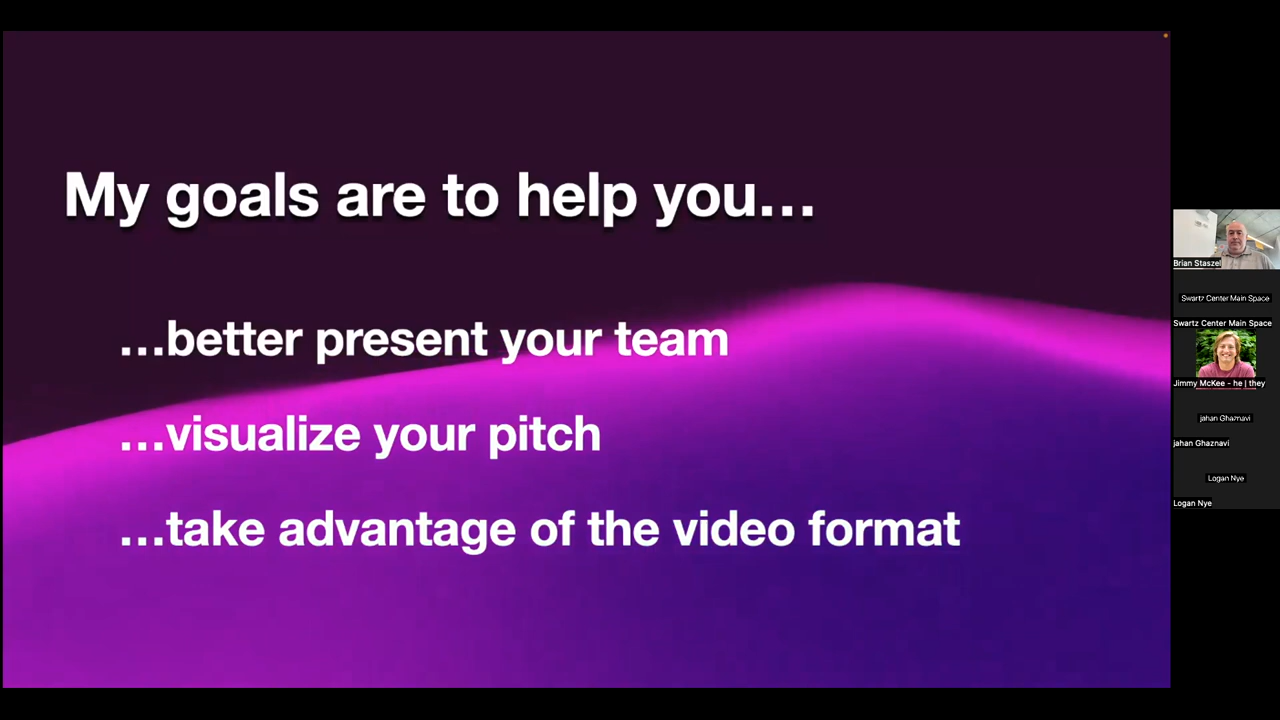 My goals are to help you…
…better present your team
…visualize your pitch
…take advantage of the video format
Brian Staszel
Swartz Center Main Space
Swartz Center Main Space
Jimmy McKee - he | they
jahan Ghaznavi
jahan Ghaznavi
Logan Nye
Logan Nye